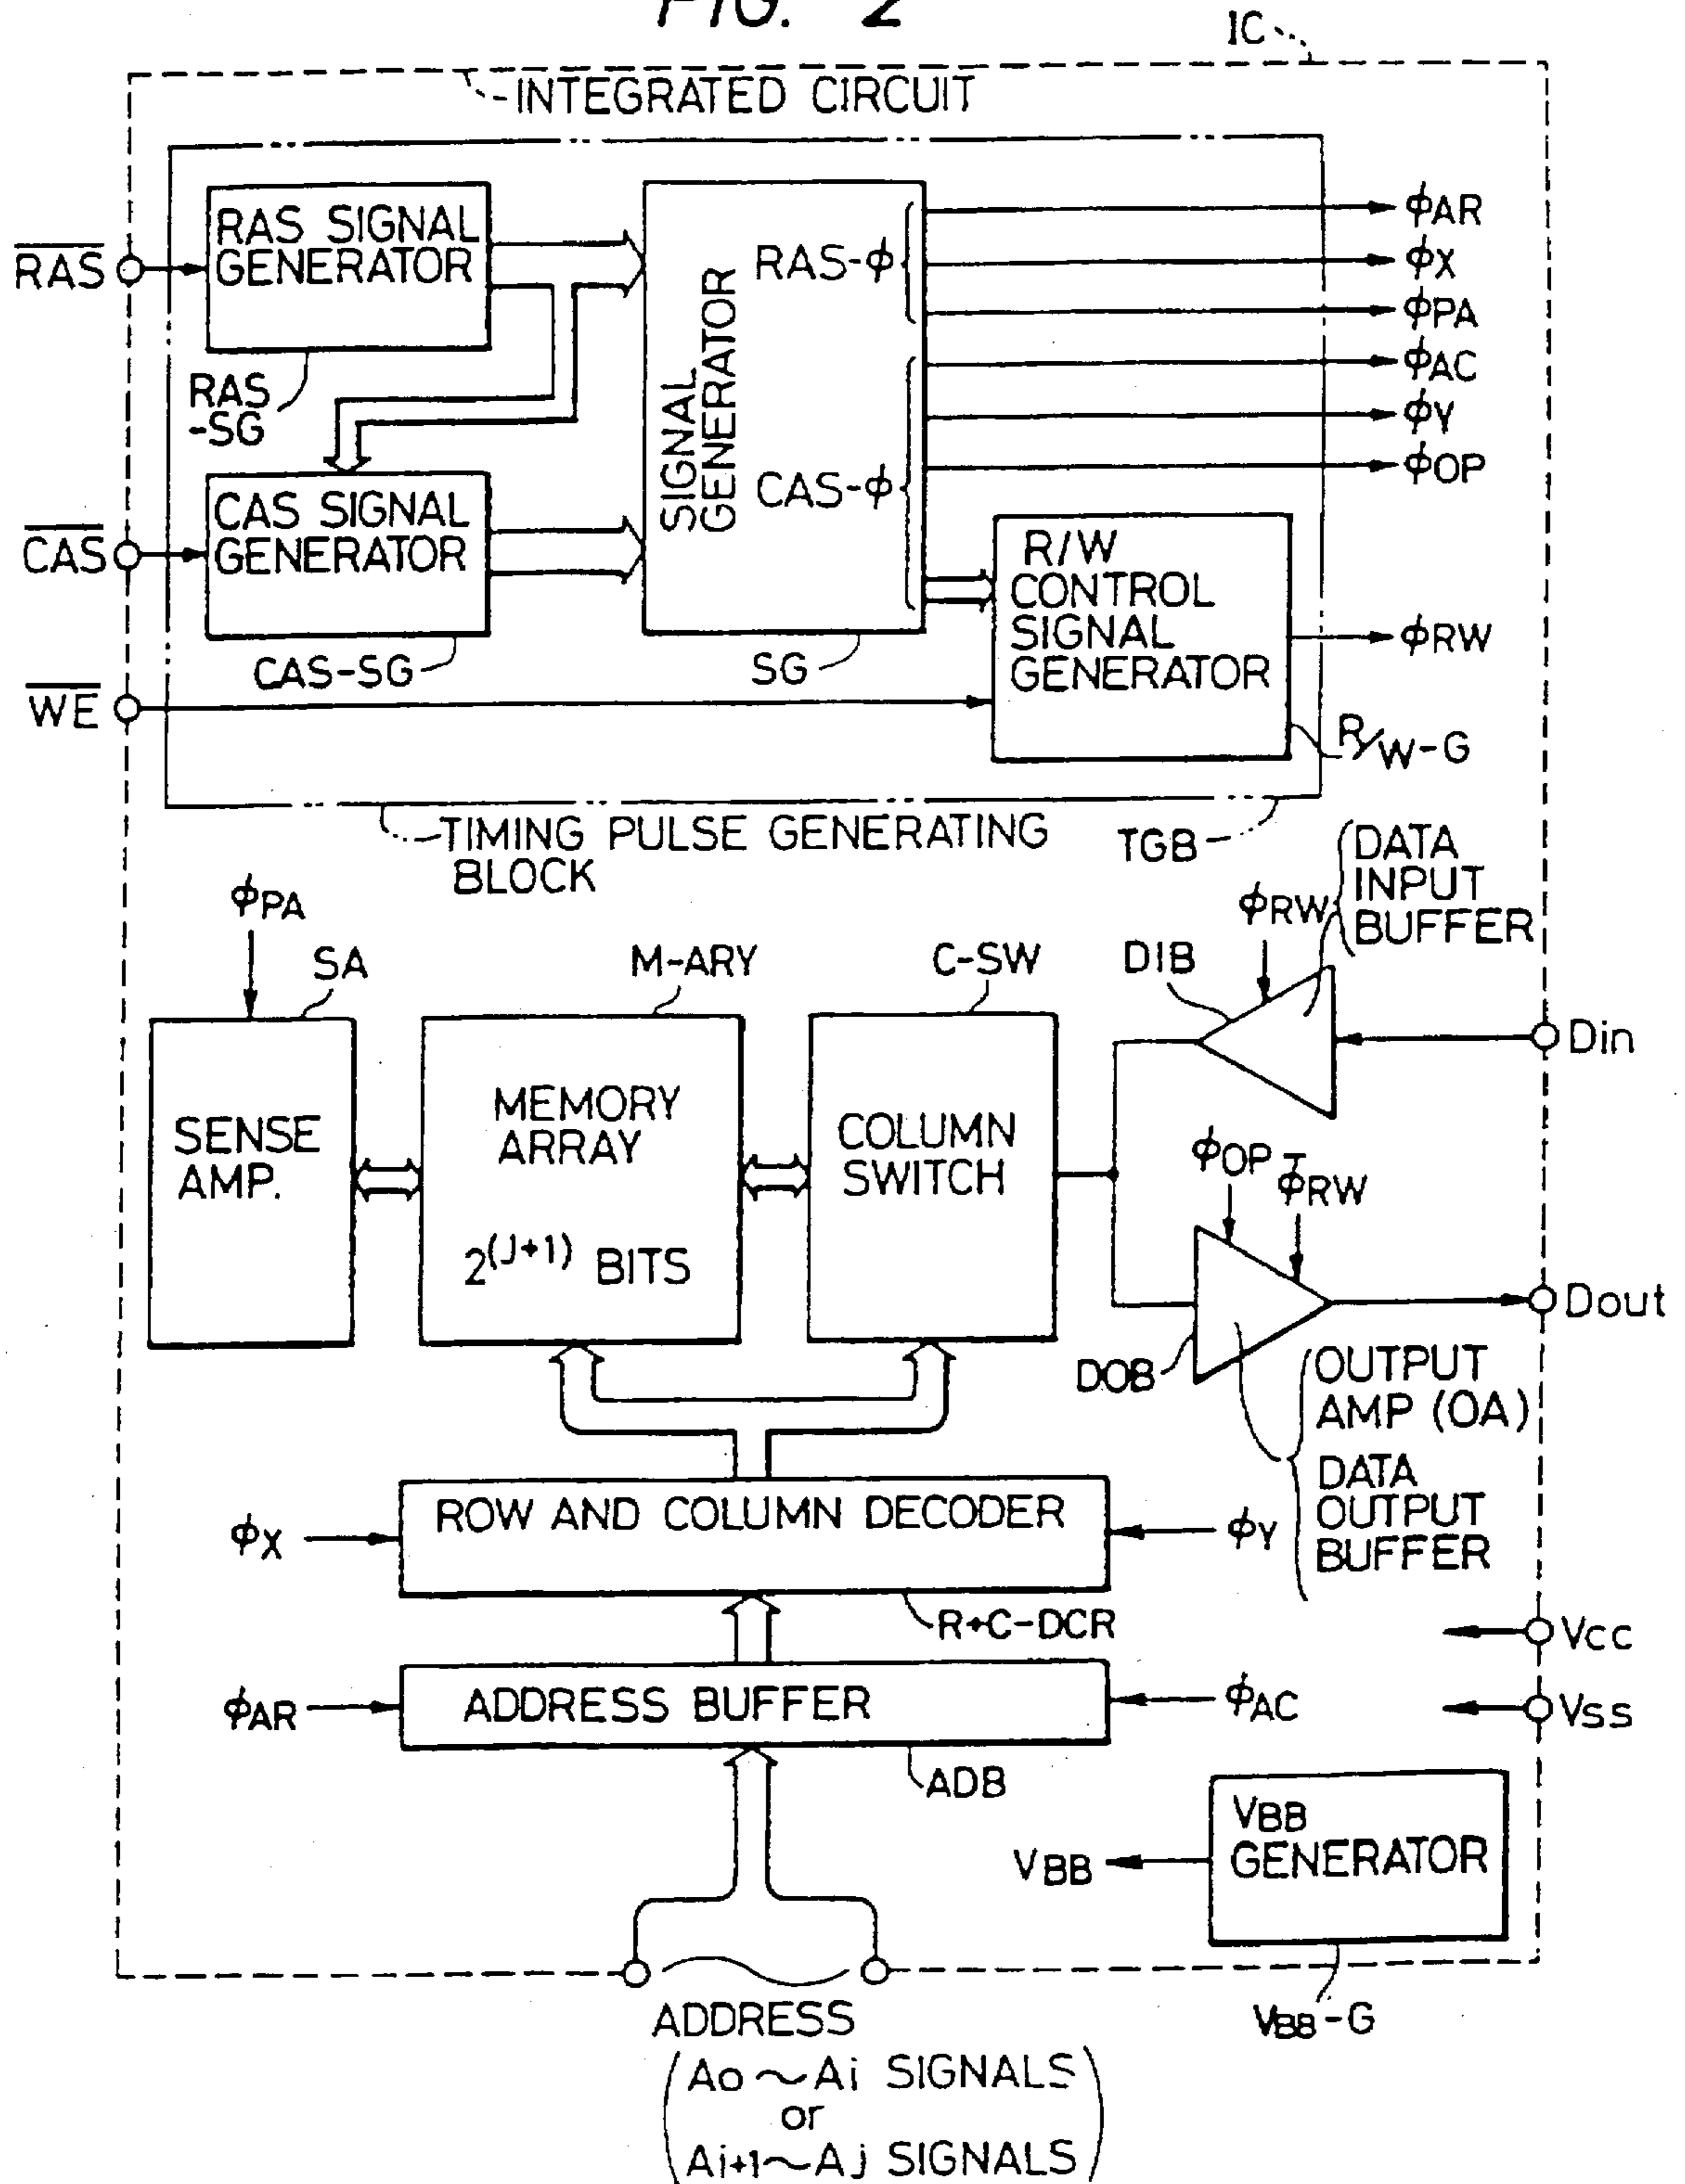 FIG. 2
IC
INTEGRATED CIRCUIT
RAS SIGNAL
GENERATOR
R̅A̅S̅
RAS
-SG
CAS SIGNAL
GENERATOR
C̅A̅S̅
CAS-SG
W̅E̅
SIGNAL
GENERATOR
RAS-ϕ
CAS-ϕ
SG
ϕAR
ϕX
ϕPA
ϕAC
ϕY
ϕOP
R/W
CONTROL
SIGNAL
GENERATOR
ϕRW
R/W-G
TIMING PULSE GENERATING
BLOCK
TGB
DATA
INPUT
BUFFER
ϕPA
ϕRW
SA
M-ARY
C-SW
DIB
Din
SENSE
AMP.
MEMORY
ARRAY
2(J+1) BITS
COLUMN
SWITCH
ϕOP
ϕ̅RW
Dout
DOB
OUTPUT
AMP (OA)
DATA
OUTPUT
BUFFER
ϕX
ROW AND COLUMN DECODER
ϕY
R+C-DCR
Vcc
ϕAR
ADDRESS BUFFER
ϕAC
Vss
ADB
VBB
VBB
GENERATOR
VBB-G
ADDRESS
(Ao~Ai SIGNALS
or
Ai+1~Aj SIGNALS)